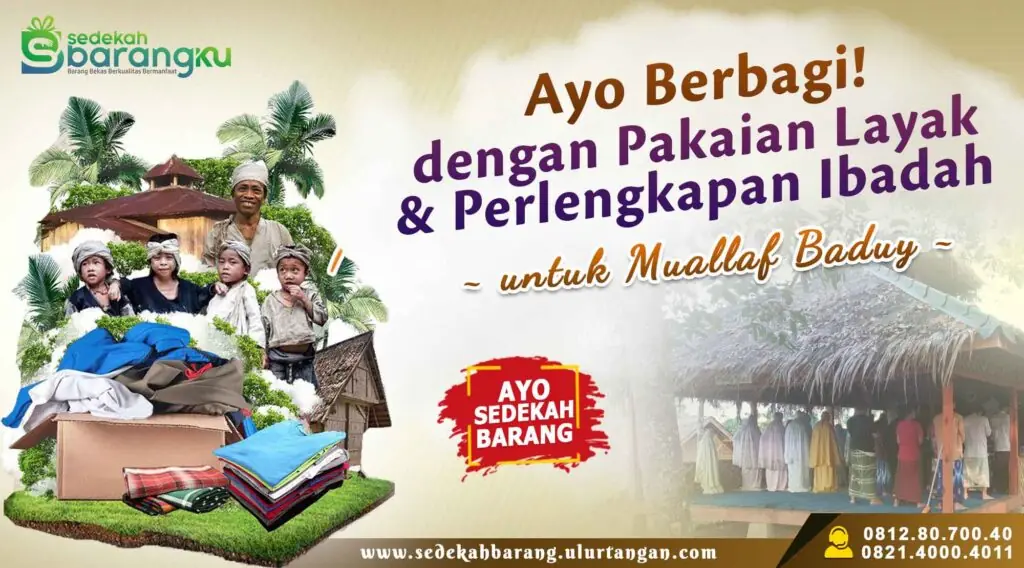 sedekah
barangku
Barang Bekas Berkualitas Bermanfaat
Ayo Berbagi!
dengan Pakaian Layak
& Perlengkapan Ibadah
~ untuk Muallaf Baduy ~
AYO
SEDEKAH
BARANG
www.sedekahbarang.ulurtangan.com
0812.80.700.40
0821.4000.4011